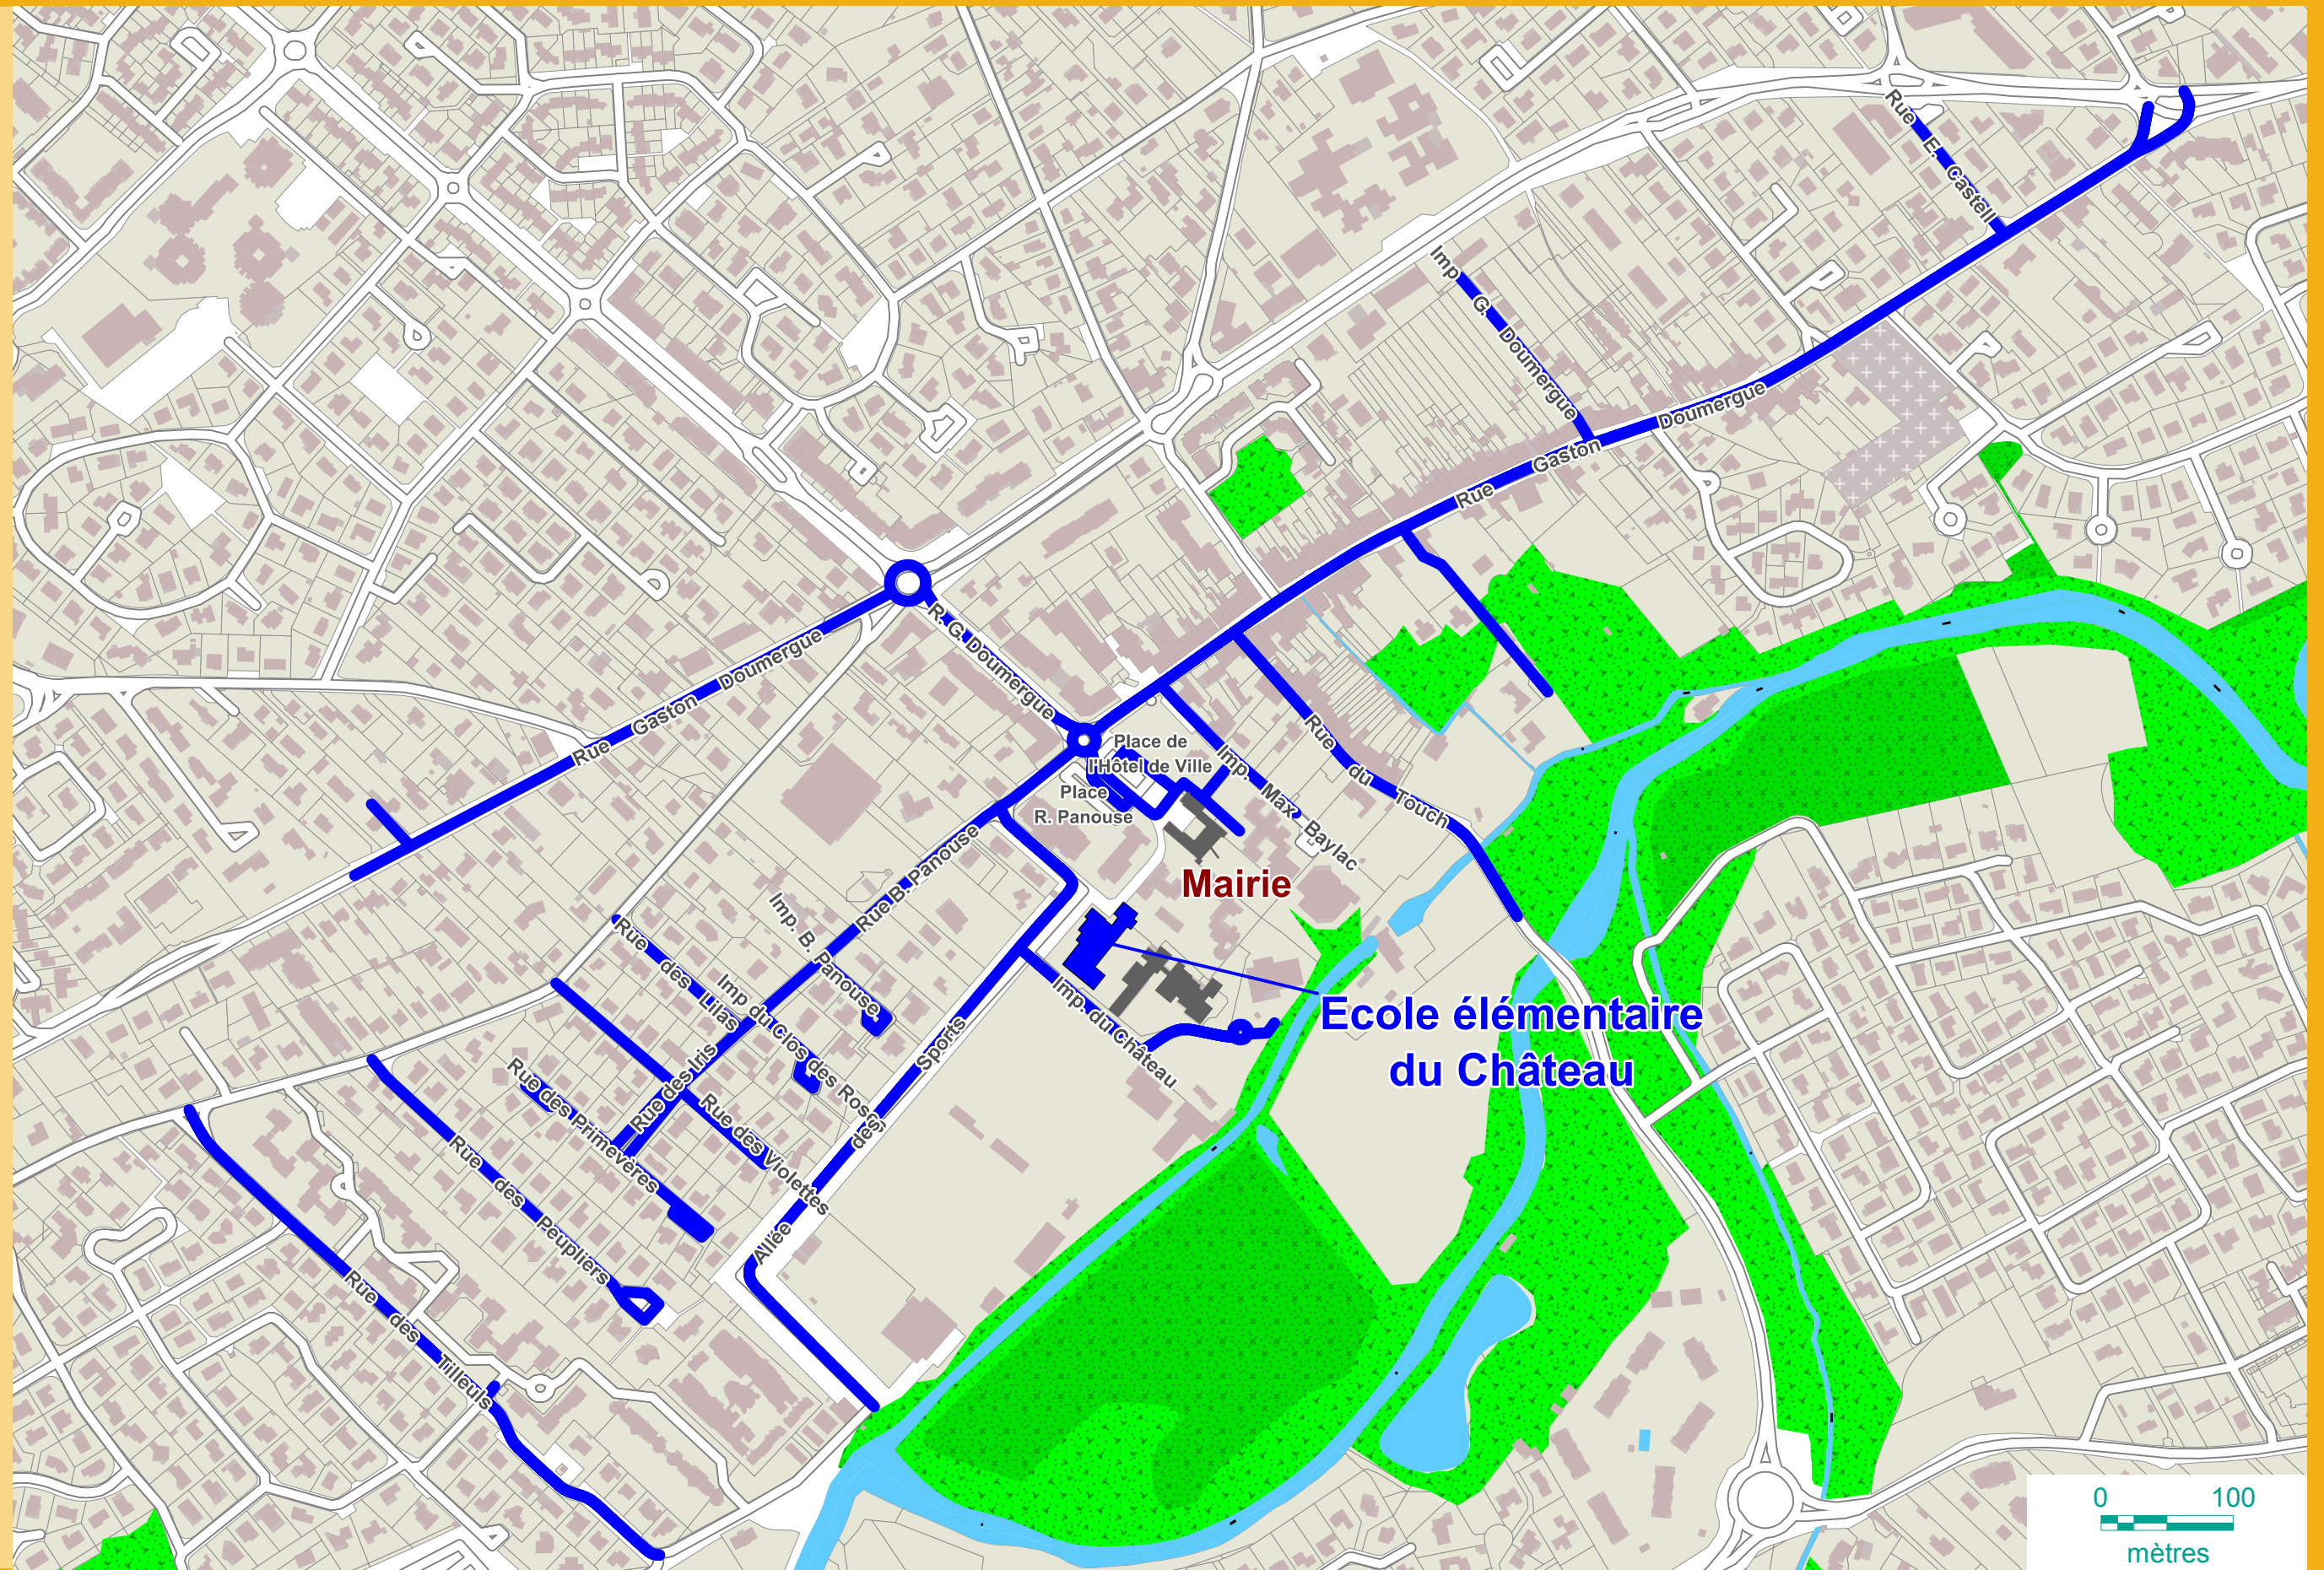 Rue E. Castell
Imp. G. Doumergue
Rue Gaston Doumergue
R. G. Doumergue
Rue Gaston Doumergue
Place de
l'Hôtel de Ville
Place
R. Panouse
Imp. Max Baylac
Rue du Touch
Mairie
Rue B. Panouse
Imp. B. Panouse
Rue des Lilas
Imp du Clos des Roses
Imp. du Château
Ecole élémentaire
du Château
Allée des Sports
Rue des Iris
Rue des Primevères
Rue des Violettes
Rue des Peupliers
Rue des Tilleuls
0 100
mètres